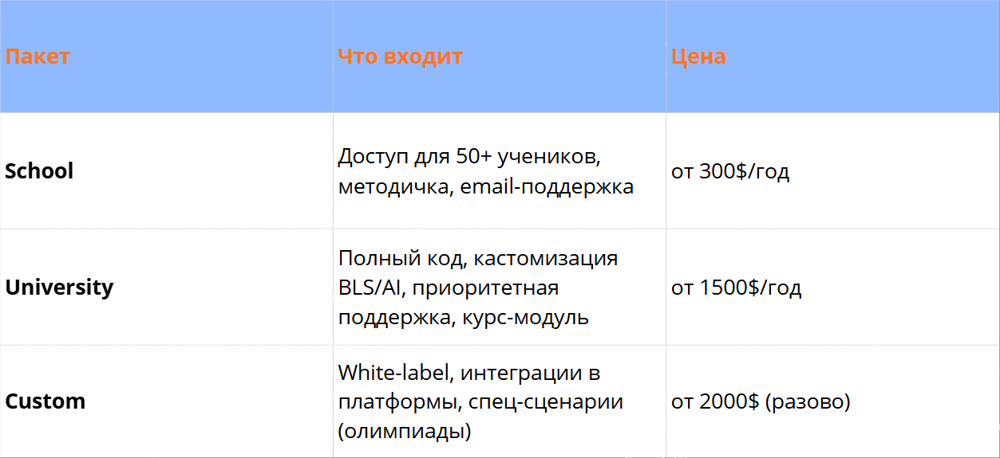 Пакет
Что входит
Цена
School
Доступ для 50+ учеников,
методичка, email-поддержка
от 300$/год
University
Полный код, кастомизация
BLS/AI, приоритетная
поддержка, курс-модуль
от 1500$/год
Custom
White-label, интеграции в
платформы, спец-сценарии
(олимпиады)
от 2000$ (разово)